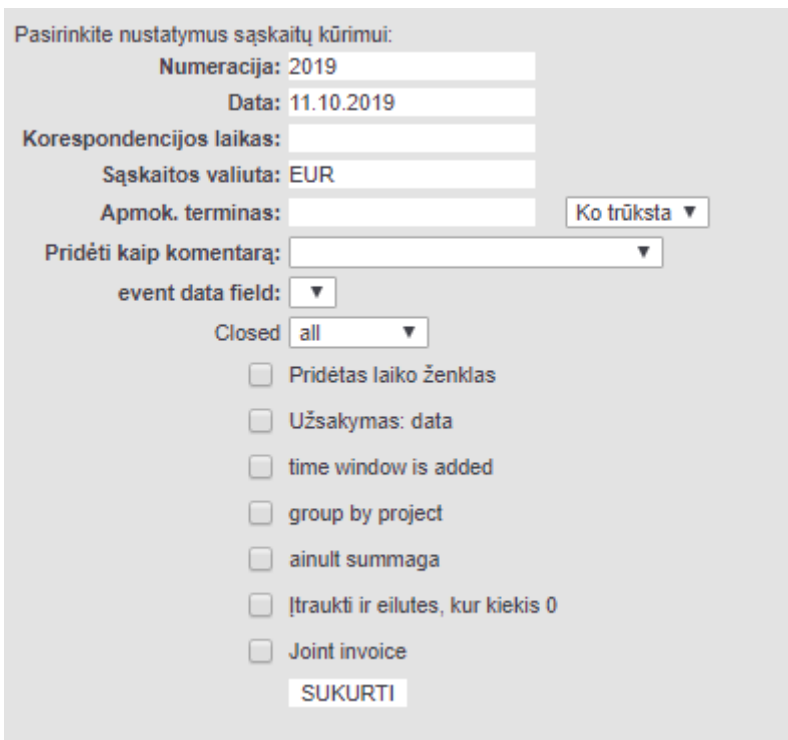 Pasirinkite nustatymus sąskaitų kūrimui:
Numeracija: 2019
Data: 11.10.2019
Korespondencijos laikas:
Sąskaitos valiuta: EUR
Apmok. terminas: Ko trūksta
Pridėti kaip komentarą:
event data field:
Closed all
Pridėtas laiko ženklas
Užsakymas: data
time window is added
group by project
ainult summaga
Įtraukti ir eilutes, kur kiekis 0
Joint invoice
SUKURTI